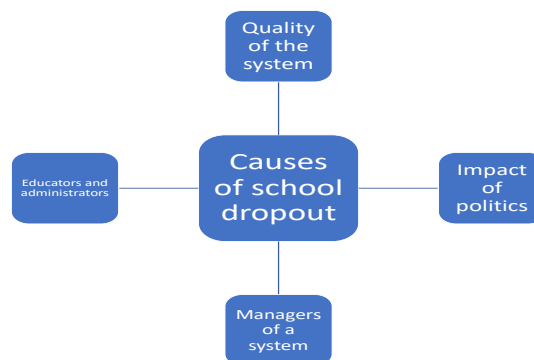 Quality
of the
system
Educators and
administrators
Causes
of school
dropout
Impact
of
politics
Managers
of a
system